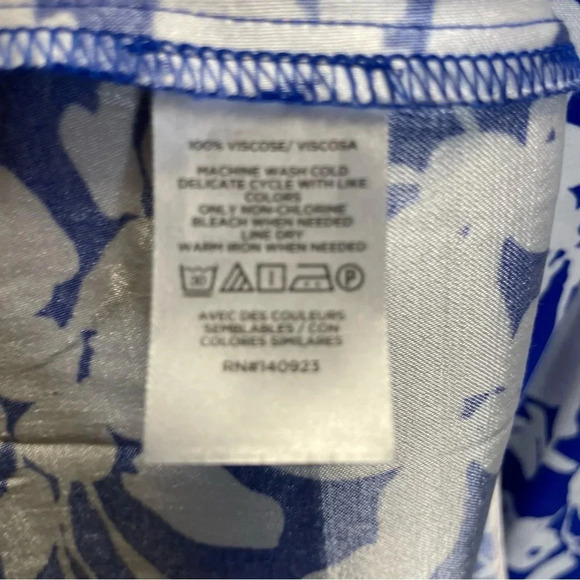 100% VISCOSE/ VISCOSA
MACHINE WASH COLD
DELICATE CYCLE WITH LIKE
COLORS
ONLY NON-CHLORINE
BLEACH WHEN NEEDED
LINE DRY
WARM IRON WHEN NEEDED
30 P
AVEC DES COULEURS
SEMBLABLES / CON
COLORES SIMILARES
RN#140923